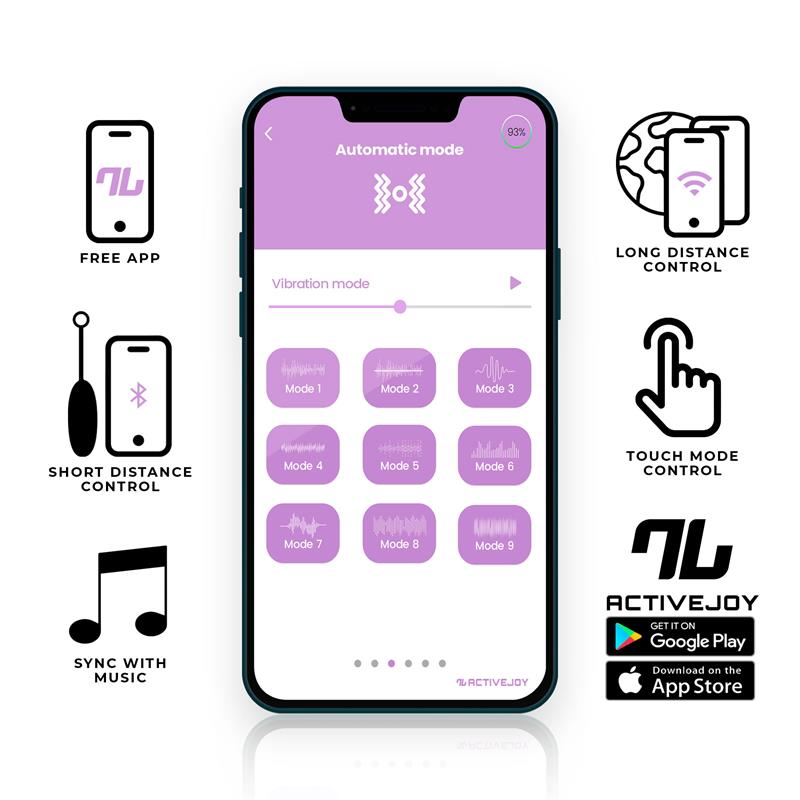 FREE APP
SHORT DISTANCE
CONTROL
SYNC WITH
MUSIC
93%
Automatic mode
Vibration mode
Mode 1
Mode 2
Mode 3
Mode 4
Mode 5
Mode 6
Mode 7
Mode 8
Mode 9
ACTIVEJOY
LONG DISTANCE
CONTROL
TOUCH MODE
CONTROL
ACTIVEJOY
GET IT ON
Google Play
Download on the
App Store